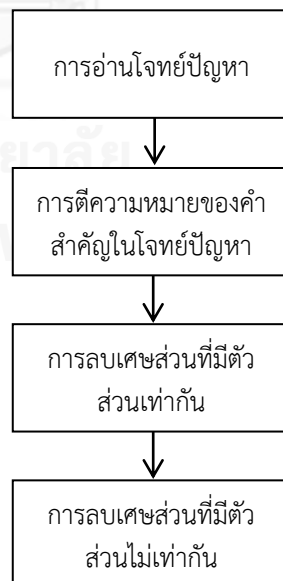 การอ่านโจทย์ปัญหา
การตีความหมายของคำ
สำคัญในโจทย์ปัญหา
การลบเศษส่วนที่มีตัว
ส่วนเท่ากัน
การลบเศษส่วนที่มีตัว
ส่วนไม่เท่ากัน